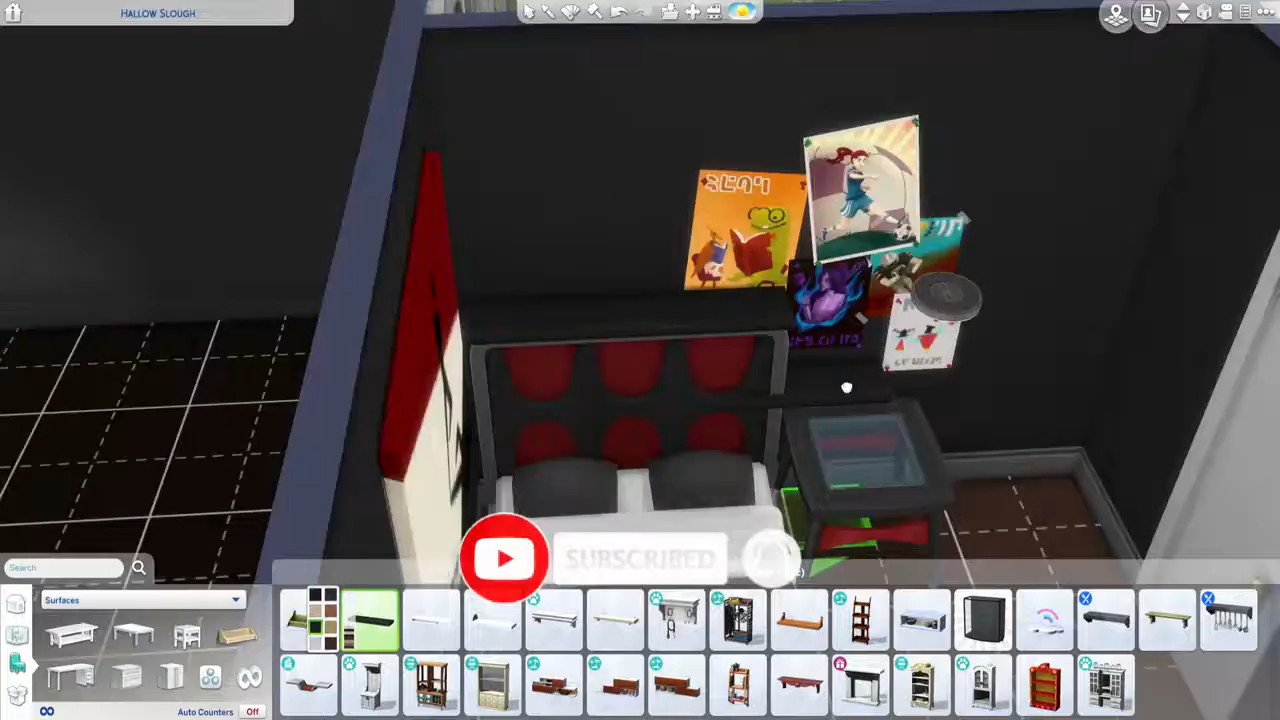 HALLOW SLOUGH
SUBSCRIBED
Search
Surfaces
Auto Counters
Off